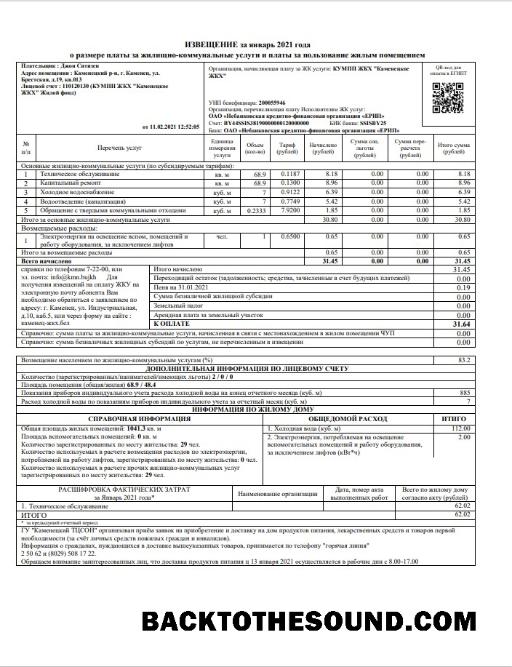 ИЗВЕЩЕНИЕ за январь 2021 года
о размере платы за жилищно-коммунальные услуги и платы за пользование жилым помещением
Плательщик : Джон Ситизен
Адрес помещения : Каменецкий р-н, г. Каменец, ул.
Брестская, д.19, кв.013
Лицевой счет : 110120130 (КУМПП ЖКХ "Каменецкое
ЖКХ" Жилой фонд)
от 11.02.2021 12:52:05
Организация, начисляющая плату за ЖК услуги: КУМПП ЖКХ "Каменецкое
ЖКХ"
УНП бенефициара: 200055946
Организация, перечисляющая плату Исполнителю ЖК услуг:
ОАО «Небанковская кредитно-финансовая организация «ЕРИП»
БИК банка: SSISBY25
Банк: ОАО «Небанковская кредитно-финансовая организация «ЕРИП»
QR-код для
оплаты в ЕРИП
№ п/п Перечень услуг Единица измерения услуги Объем (кол-во) Тариф (рублей) Начислено (рублей) Сумма сох. льготы (рублей) Сумма пере-расчета (рублей) Итого сумма (рублей)
Основные жилищно-коммунальные услуги (по субсидируемым тарифам):
1 Техническое обслуживание кв. м 68.9 0.1187 8.18 0.00 0.00 8.18
2 Капитальный ремонт кв. м 68.9 0.1300 8.96 0.00 0.00 8.96
3 Холодное водоснабжение куб. м 7 0.9122 6.39 0.00 0.00 6.39
4 Водоотведение (канализация) куб. м 7 0.7749 5.42 0.00 0.00 5.42
5 Обращение с твердыми коммунальными отходами куб. м 0.2333 7.9200 1.85 0.00 0.00 1.85
Итого за основные жилищно-коммунальные услуги 30.80 0.00 0.00 30.80
Возмещаемые расходы:
1 Электроэнергия на освещение вспом. помещений и чел. 1 0.6500 0.65 0.00 0.00 0.65
работу оборудования, за исключением лифтов
Итого за возмещаемые расходы 0.65 0.00 0.00 0.65
Всего начислено 31.45 0.00 0.00 31.45
справки по телефонам 7-22-00, или
Для
получения извещений на оплату ЖКУ на
электронную почту абонента Вам
необходимо обратиться с заявлением по
адресу: г. Каменец, ул. Индустриальная,
д.10, каб.5, или через форму на сайте :
каменец-жкх.бел
Итого начислено 31.45
Переходящий остаток (задолженность; средства, зачисленные в счет будущих платежей) 0.00
Пеня на 31.01.2021 0.19
Сумма безналичной жилищной субсидии 0.00
Земельный налог 0.00
Арендная плата за земельный участок 0.00
К ОПЛАТЕ 31.64
Справочно: сумма платы за жилищные услуги, начисленная в связи с местонахождением в жилом помещении ЧУП 0.00
Справочно: сумма безналичных жилищных субсидий по услугам, не перечисленным в извещении 0.00
Возмещение населением по жилищно-коммунальным услугам (%) 83.2
ДОПОЛНИТЕЛЬНАЯ ИНФОРМАЦИЯ ПО ЛИЦЕВОМУ СЧЕТУ
Количество (зарегистрированных/нанимателей/имеющих льготы) 2 / 0 / 0
Площадь помещения (общая/жилая) 68.9 / 48.4
Показания приборов индивидуального учета расхода холодной воды на конец отчетного месяца (куб. м) 885
Расход холодной воды по показаниям приборов индивидуального учета за отчетный месяц (куб. м) 7
ИНФОРМАЦИЯ ПО ЖИЛОМУ ДОМУ
СПРАВОЧНАЯ ИНФОРМАЦИЯ ОБЩЕДОМОВОЙ РАСХОД ИТОГО
Общая площадь жилых помещений: 1041.3 кв. м
Площадь вспомогательных помещений: 0 кв. м
Количество зарегистрированных по месту жительства: 29 чел.
Количество используемых в расчете возмещения расходов по электроэнергии,
потребляемой на работу лифтов, зарегистрированных по месту жительства: 0 чел.
Количество используемых в расчете прочих жилищно-коммунальных услуг
зарегистрированных по месту жительства: 29 чел.
1. Холодная вода (куб. м) 112.00
2. Электроэнергия, потребляемая на освещение 2.00
вспомогательных помещений и работу оборудования,
за исключением лифтов (кВт*ч)
РАСШИФРОВКА ФАКТИЧЕСКИХ ЗАТРАТ
за Январь 2021 года*
Наименование организации
Дата, номер акта
выполненных работ
Всего по жилому дому
согласно акту (рублей)
1. Техническое обслуживание 62.02
ИТОГО 62.02
* за предыдущий отчетный период
ГУ "Каменецкий ТЦСОН" организовал приём заявок на приобретение и доставку на дом продуктов питания, лекарственных средств и товаров первой
необходимости (за счёт личных средств пожилых граждан и инвалидов).
Информация о гражданах, нуждающихся в доставке вышеуказанных товаров, принимается по телефону "горячая линия"
2 50 62 и (8029) 508 17 22.
Обращаем внимание заинтересованных лиц, что доставка продуктов питания 13 января 2021 осуществляется в рабочие дни с 8.00-17.00
BACKTOTHESOUND.COM